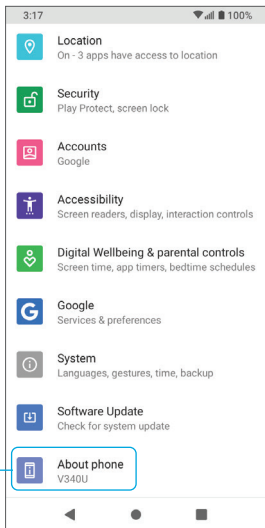 3:17 100%
Location
On - 3 apps have access to location
Security
Play Protect, screen lock
Accounts
Google
Accessibility
Screen readers, display, interaction controls
Digital Wellbeing & parental controls
Screen time, app timers, bedtime schedules
Google
Services & preferences
System
Languages, gestures, time, backup
Software Update
Check for system update
About phone
V340U